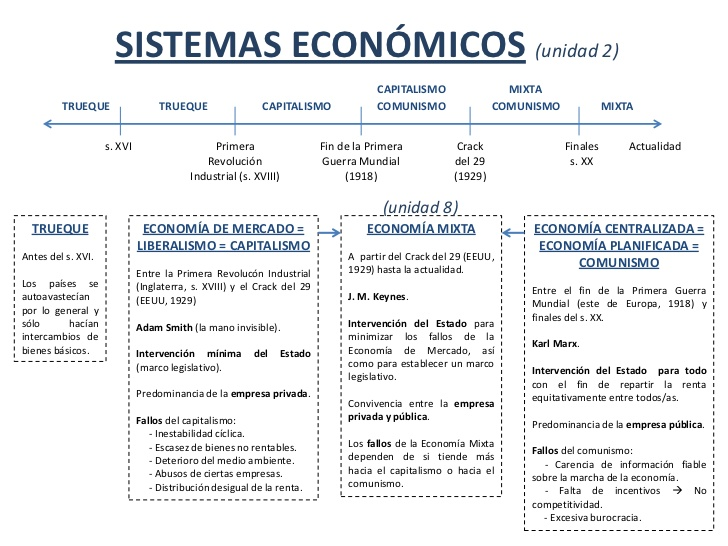 SISTEMAS ECONÓMICOS (unidad 2)
CAPITALISMO MIXTA
TRUEQUE TRUEQUE CAPITALISMO COMUNISMO COMUNISMO MIXTA
s. XVI
Primera
Revolución
Industrial (s. XVIII)
Fin de la Primera
Guerra Mundial
(1918)
Crack
del 29
(1929)
Finales
s. XX
Actualidad
(unidad 8)
TRUEQUE
Antes del s. XVI.
Los países se
autoavastecían
por lo general y
sólo hacían
intercambios de
bienes básicos.
ECONOMÍA DE MERCADO =
LIBERALISMO = CAPITALISMO
Entre la Primera Revolucón Industrial
(Inglaterra, s. XVIII) y el Crack del 29
(EEUU, 1929)
Adam Smith (la mano invisible).
Intervención mínima del Estado
(marco legislativo).
Predominancia de la empresa privada.
Fallos del capitalismo:
- Inestabilidad cíclica.
- Escasez de bienes no rentables.
- Deterioro del medio ambiente.
- Abusos de ciertas empresas.
- Distribución desigual de la renta.
ECONOMÍA MIXTA
A partir del Crack del 29 (EEUU,
1929) hasta la actualidad.
J. M. Keynes.
Intervención del Estado para
minimizar los fallos de la
Economía de Mercado, así
como para establecer un marco
legislativo.
Convivencia entre la empresa
privada y pública.
Los fallos de la Economía Mixta
dependen de si tiende más
hacia el capitalismo o hacia el
comunismo.
ECONOMÍA CENTRALIZADA =
ECONOMÍA PLANIFICADA =
COMUNISMO
Entre el fin de la Primera Guerra
Mundial (este de Europa, 1918) y
finales del s. XX.
Karl Marx.
Intervención del Estado para todo
con el fin de repartir la renta
equitativamente entre todos/as.
Predominancia de la empresa pública.
Fallos del comunismo:
- Carencia de información fiable
sobre la marcha de la economía.
- Falta de incentivos → No
competitividad.
- Excesiva burocracia.